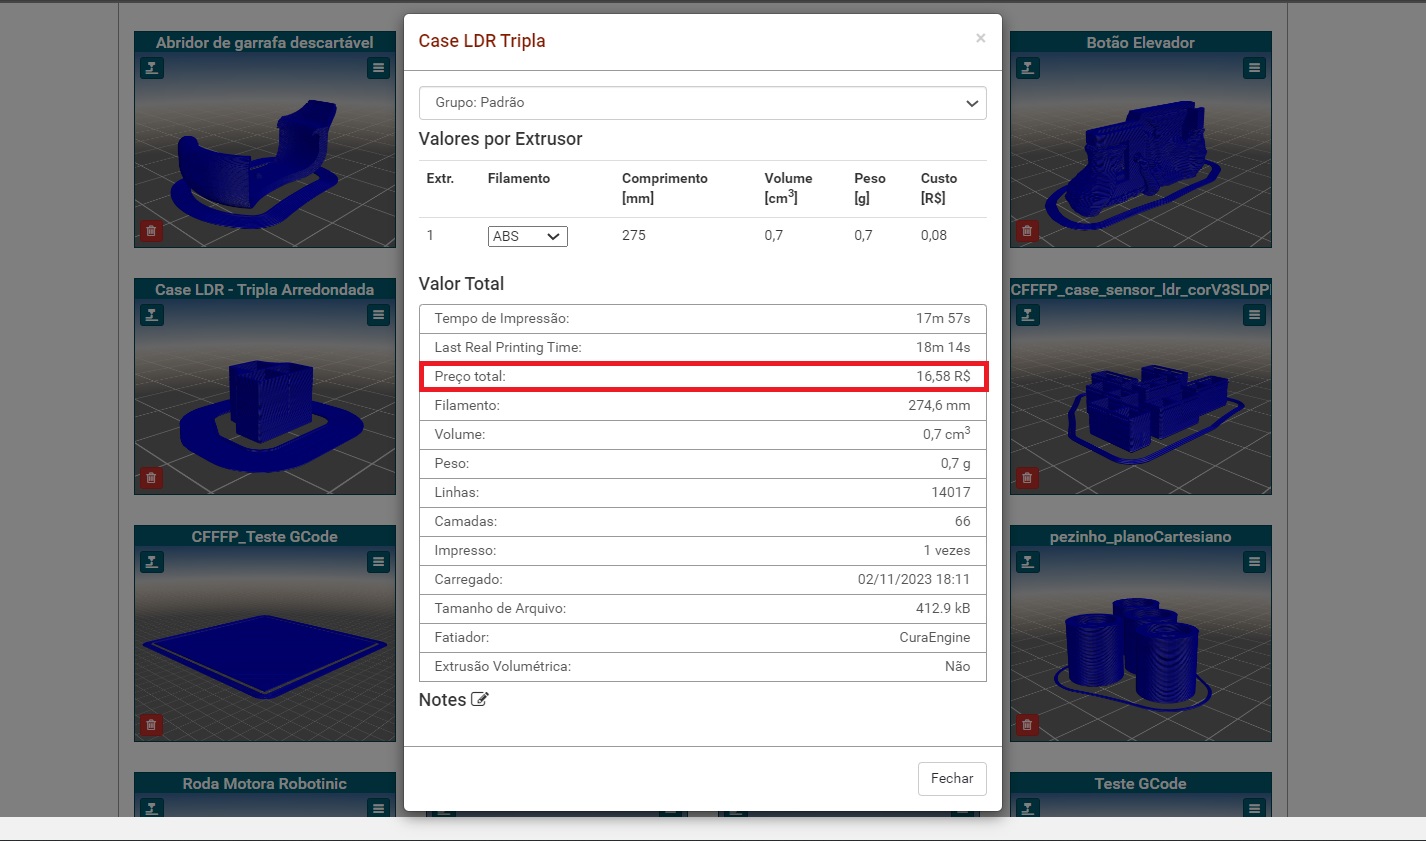 Abridor de garrafa descartável
Botão Elevador
Case LDR - Tripla Arredondada
CFFFP_case_sensor_ldr_corV3SLDP
CFFFP_Teste GCode
pezinho_planoCartesiano
Roda Motora Robotinic
Teste GCode
Case LDR Tripla
×
Grupo: Padrão
Valores por Extrusor
Extr. Filamento Comprimento [mm] Volume [cm3] Peso [g] Custo [R$]
1 ABS 275 0,7 0,7 0,08
Valor Total
Tempo de Impressão: 17m 57s
Last Real Printing Time: 18m 14s
Preço total: 16,58 R$
Filamento: 274,6 mm
Volume: 0,7 cm3
Peso: 0,7 g
Linhas: 14017
Camadas: 66
Impresso: 1 vezes
Carregado: 02/11/2023 18:11
Tamanho de Arquivo: 412.9 kB
Fatiador: CuraEngine
Extrusão Volumétrica: Não
Notes
Fechar